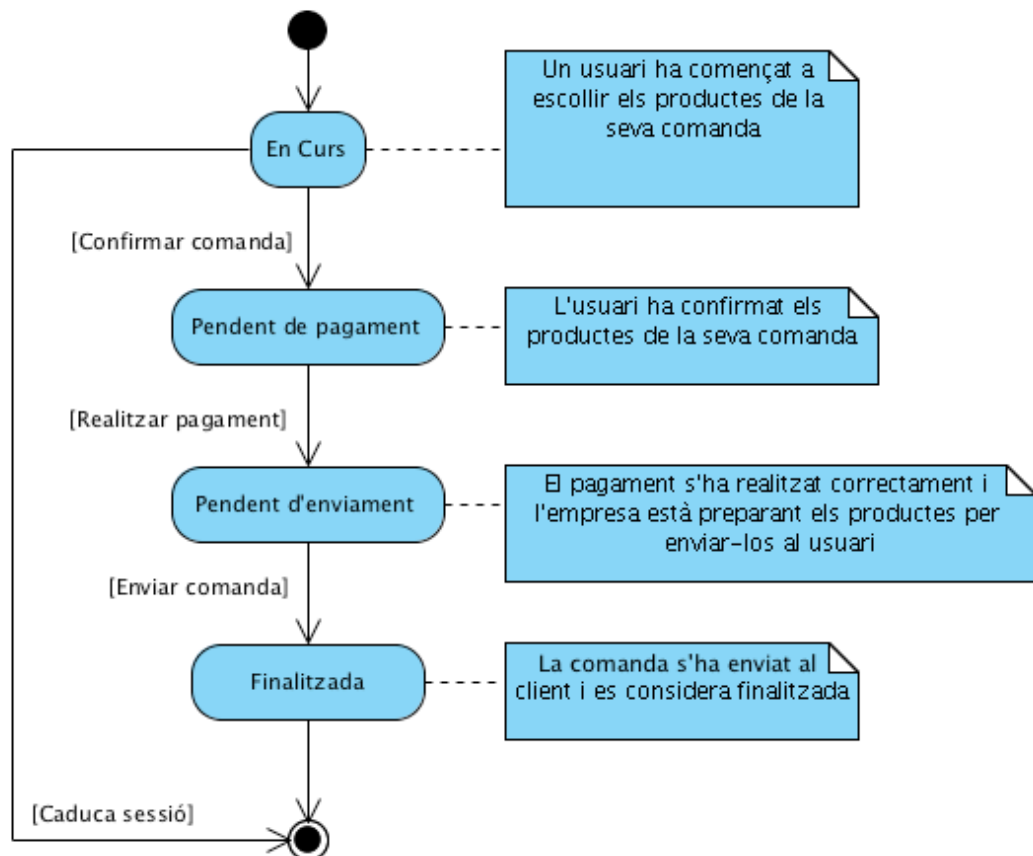 Un usuari ha començat a
escollir els productes de la
seva comanda
En Curs
[Confirmar comanda]
Pendent de pagament
L'usuari ha confirmat els
productes de la seva comanda
[Realitzar pagament]
Pendent d'enviament
El pagament s'ha realitzat correctament i
l'empresa està preparant els productes per
enviar-los al usuari
[Enviar comanda]
Finalitzada
La comanda s'ha enviat al
client i es considera finalitzada
[Caduca sessió]